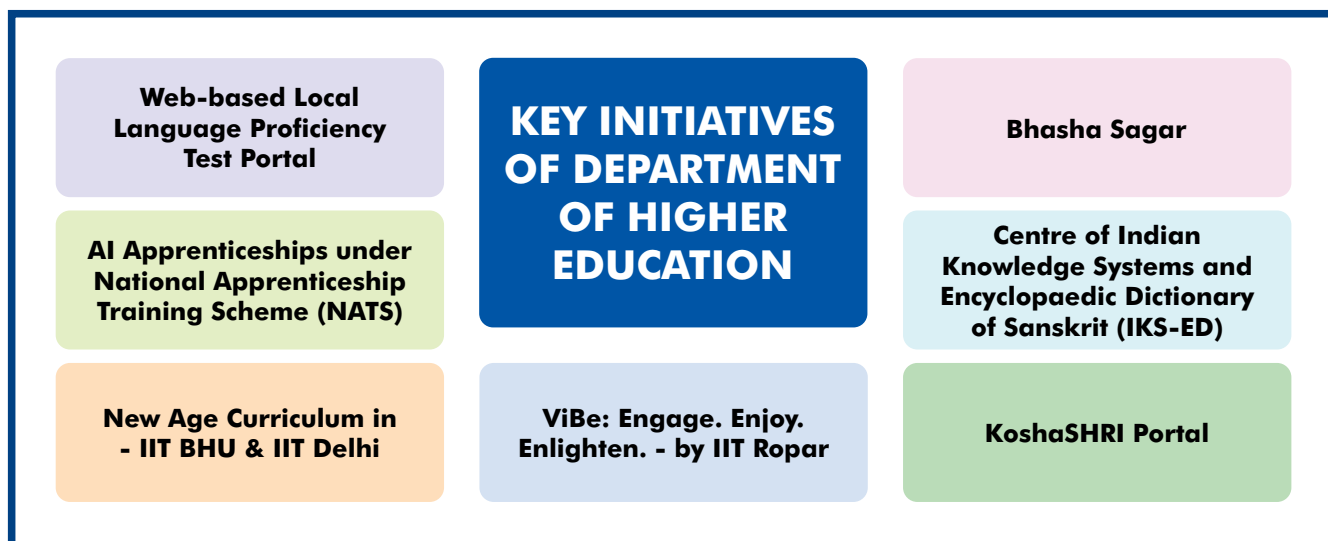 KEY INITIATIVES
OF DEPARTMENT
OF HIGHER
EDUCATION
Web-based Local
Language Proficiency
Test Portal
Bhasha Sagar
AI Apprenticeships under
National Apprenticeship
Training Scheme (NATS)
Centre of Indian
Knowledge Systems and
Encyclopaedic Dictionary
of Sanskrit (IKS-ED)
New Age Curriculum in
- IIT BHU & IIT Delhi
ViBe: Engage. Enjoy.
Enlighten. - by IIT Ropar
KoshaSHRI Portal